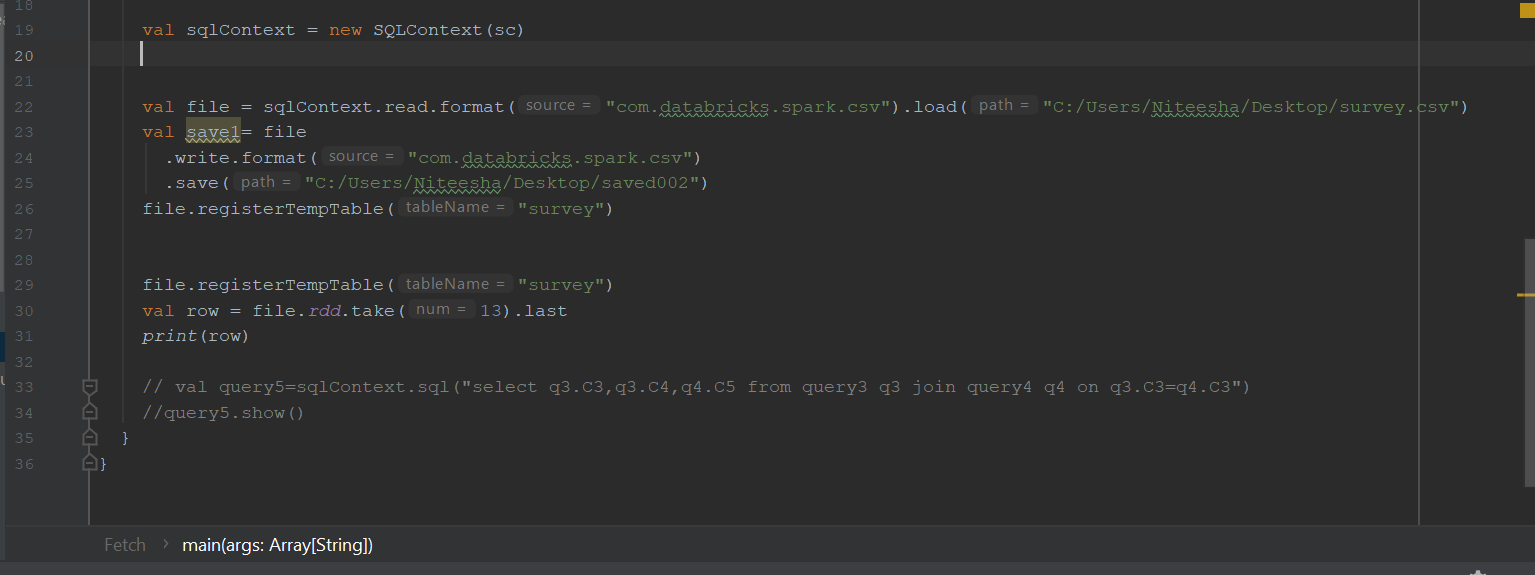 18
19 val sqlContext = new SQLContext(sc)
20
21
22 val file = sqlContext.read.format( source = "com.databricks.spark.csv").load( path = "C:/Users/Niteesha/Desktop/survey.csv")
23 val save1= file
24 .write.format( source = "com.databricks.spark.csv")
25 .save( path = "C:/Users/Niteesha/Desktop/saved002")
26 file.registerTempTable( tableName = "survey")
27
28
29 file.registerTempTable( tableName = "survey")
30 val row = file.rdd.take( num = 13).last
31 print(row)
32
33 // val query5=sqlContext.sql("select q3.C3,q3.C4,q4.C5 from query3 q3 join query4 q4 on q3.C3=q4.C3")
34 //query5.show()
35 }
36 }
Fetch › main(args: Array[String])